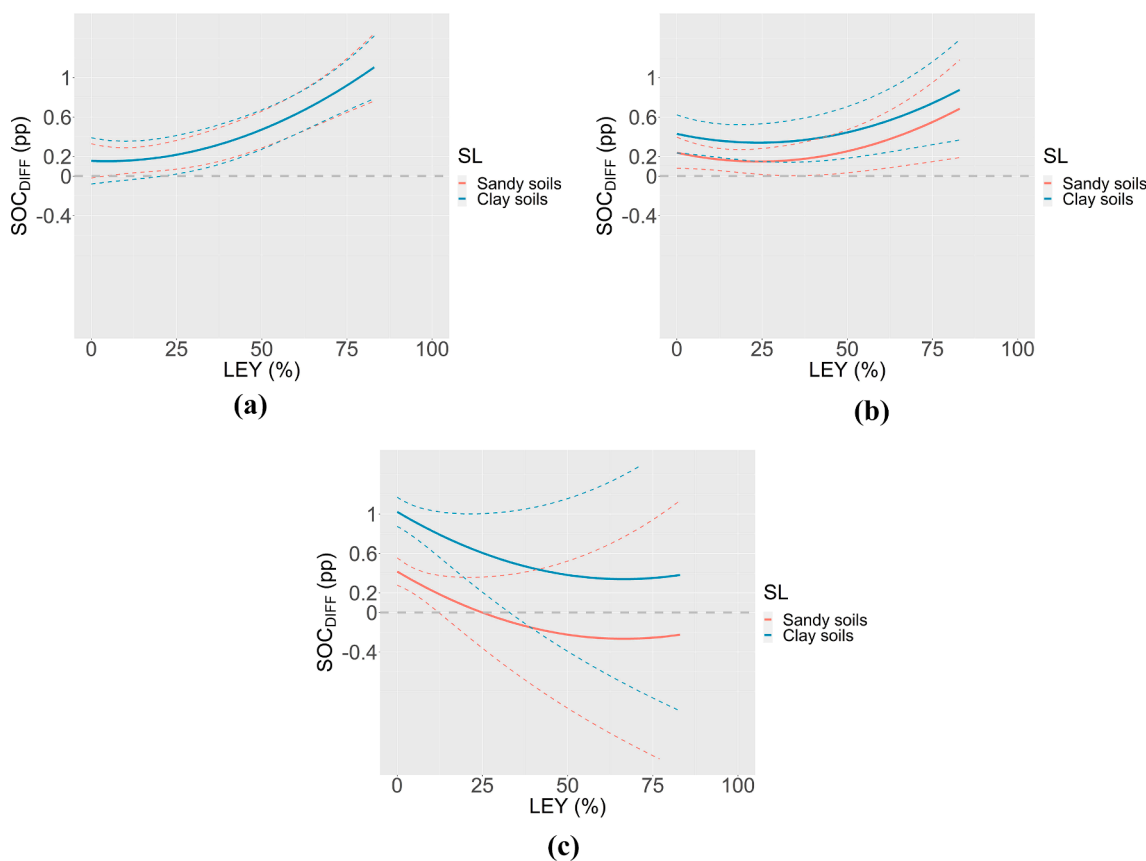 1
0.6
0.2
0
-0.4
SOC_DIFF (pp)
0 25 50 75 100
LEY (%)
SL
Sandy soils
Clay soils
(a)
1
0.6
0.2
0
-0.4
SOC_DIFF (pp)
0 25 50 75 100
LEY (%)
SL
Sandy soils
Clay soils
(b)
1
0.6
0.2
0
-0.4
SOC_DIFF (pp)
0 25 50 75 100
LEY (%)
SL
Sandy soils
Clay soils
(c)